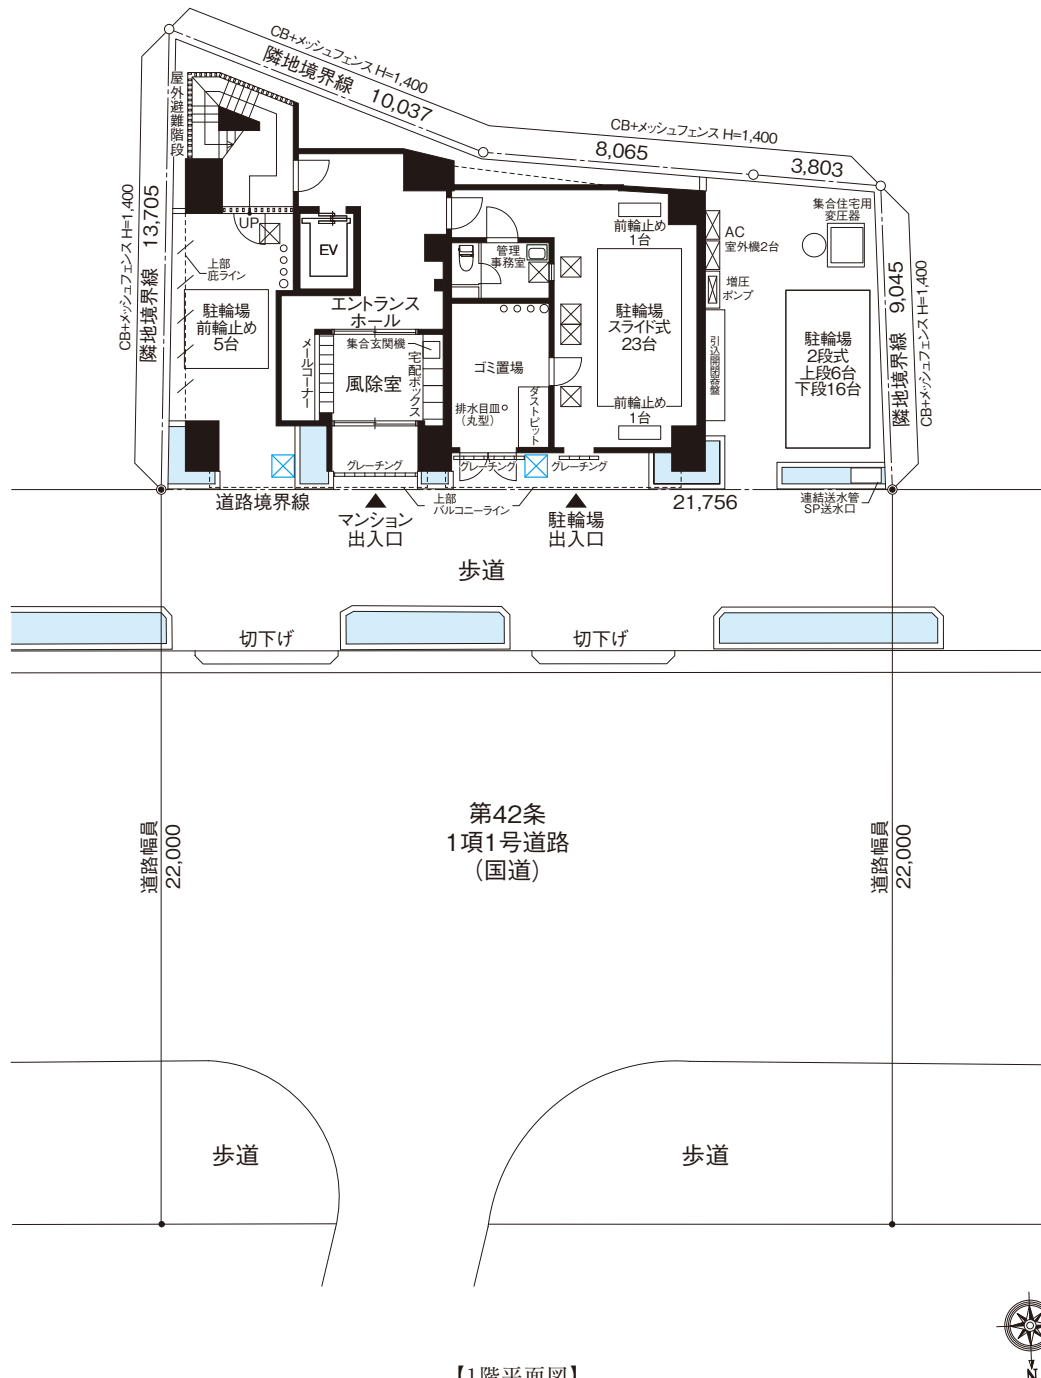 CB+メッシュフェンス H=1,400
隣地境界線 10,037
CB+メッシュフェンス H=1,400
8,065
3,803
屋外避難階段
CB+メッシュフェンス H=1,400
隣地境界線 13,705
UP
上部
庇ライン
駐輪場
前輪止め
5台
EV
エントランス
ホール
メールコーナー
集合玄関機
風除室
宅配ボックス
管理
事務室
ゴミ置場
排水目皿
(丸型)
ダストピット
前輪止め
1台
駐輪場
スライド式
23台
前輪止め
1台
AC
室外機2台
増圧
ポンプ
引込開閉器盤
集合住宅用
変圧器
駐輪場
2段式
上段6台
下段16台
隣地境界線 9,045
CB+メッシュフェンス H=1,400
グレーチング
グレーチング
グレーチング
道路境界線
マンション
出入口
上部
バルコニーライン
駐輪場
出入口
21,756
連結送水管
SP送水口
歩道
切下げ
切下げ
道路幅員
22,000
第42条
1項1号道路
(国道)
道路幅員
22,000
歩道
歩道
N
【1階平面図】